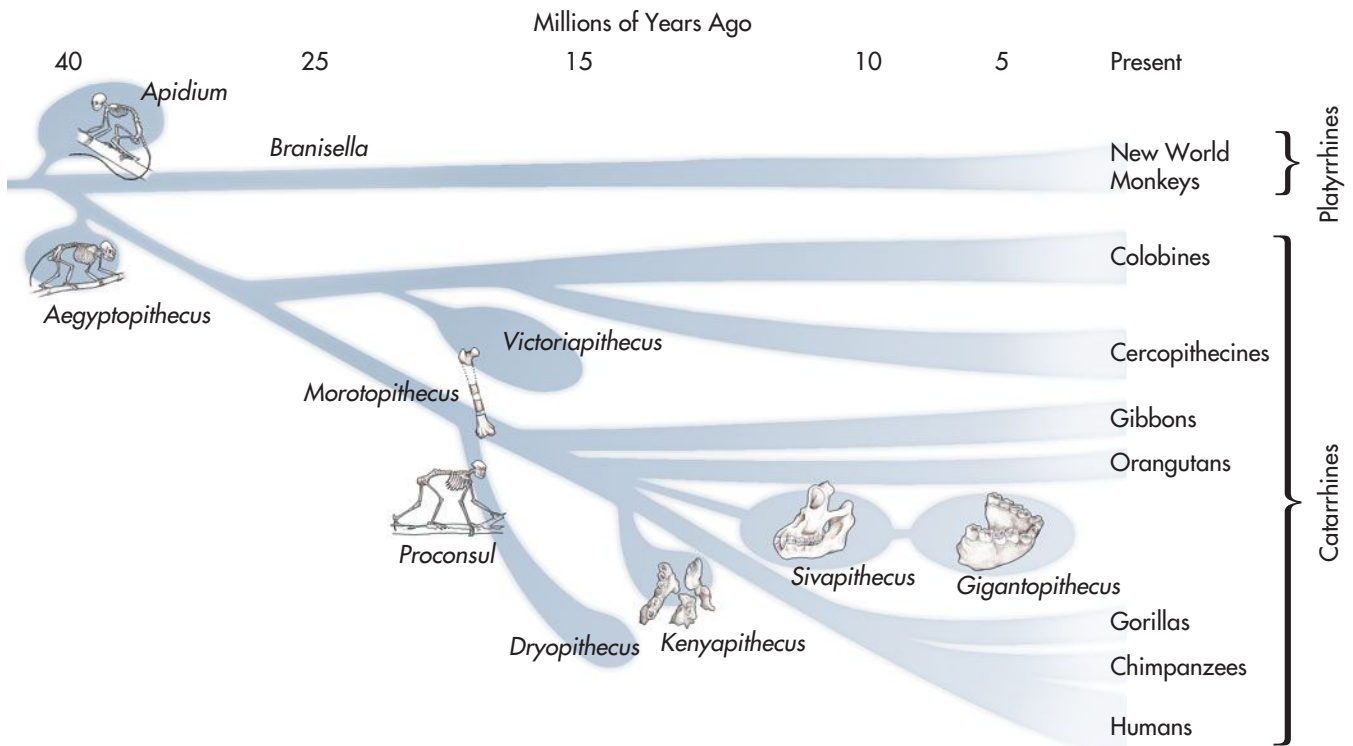 Millions of Years Ago
40 25 15 10 5 Present
Apidium
Branisella
New World
Monkeys
Platyrrhines
Aegyptopithecus
Colobines
Victoriapithecus
Cercopithecines
Morotopithecus
Gibbons
Orangutans
Proconsul
Sivapithecus
Gigantopithecus
Dryopithecus
Kenyapithecus
Gorillas
Chimpanzees
Humans
Catarrhines